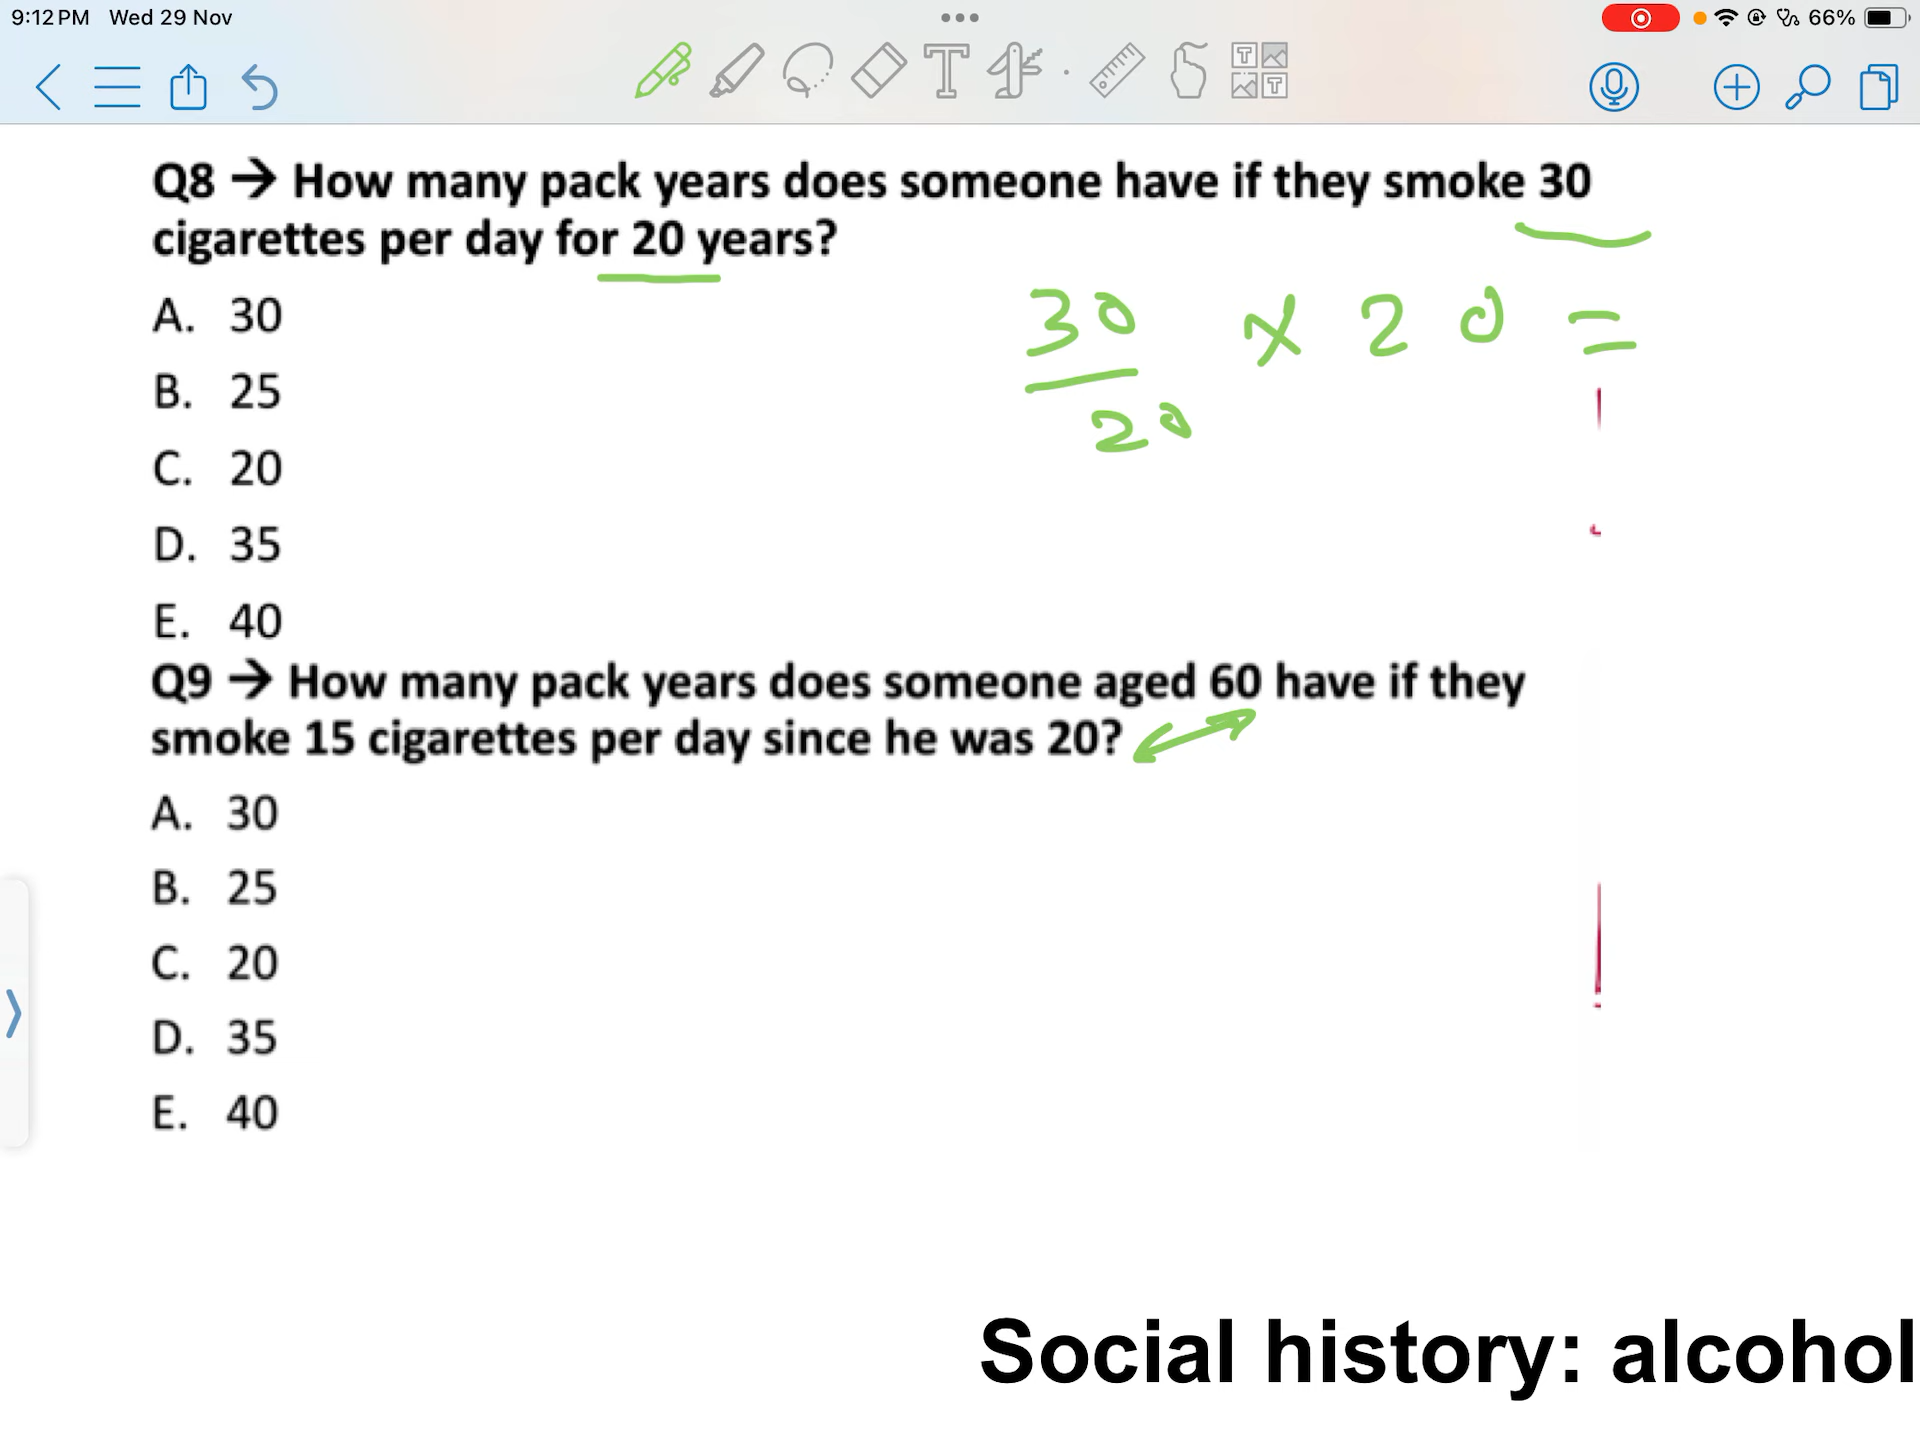 9:12 PM Wed 29 Nov
66%
Q8 → How many pack years does someone have if they smoke 30
cigarettes per day for 20 years?
A. 30
B. 25
C. 20
D. 35
E. 40
30 × 20 =
20
Q9 → How many pack years does someone aged 60 have if they
smoke 15 cigarettes per day since he was 20?
A. 30
B. 25
C. 20
D. 35
E. 40
Social history: alcohol